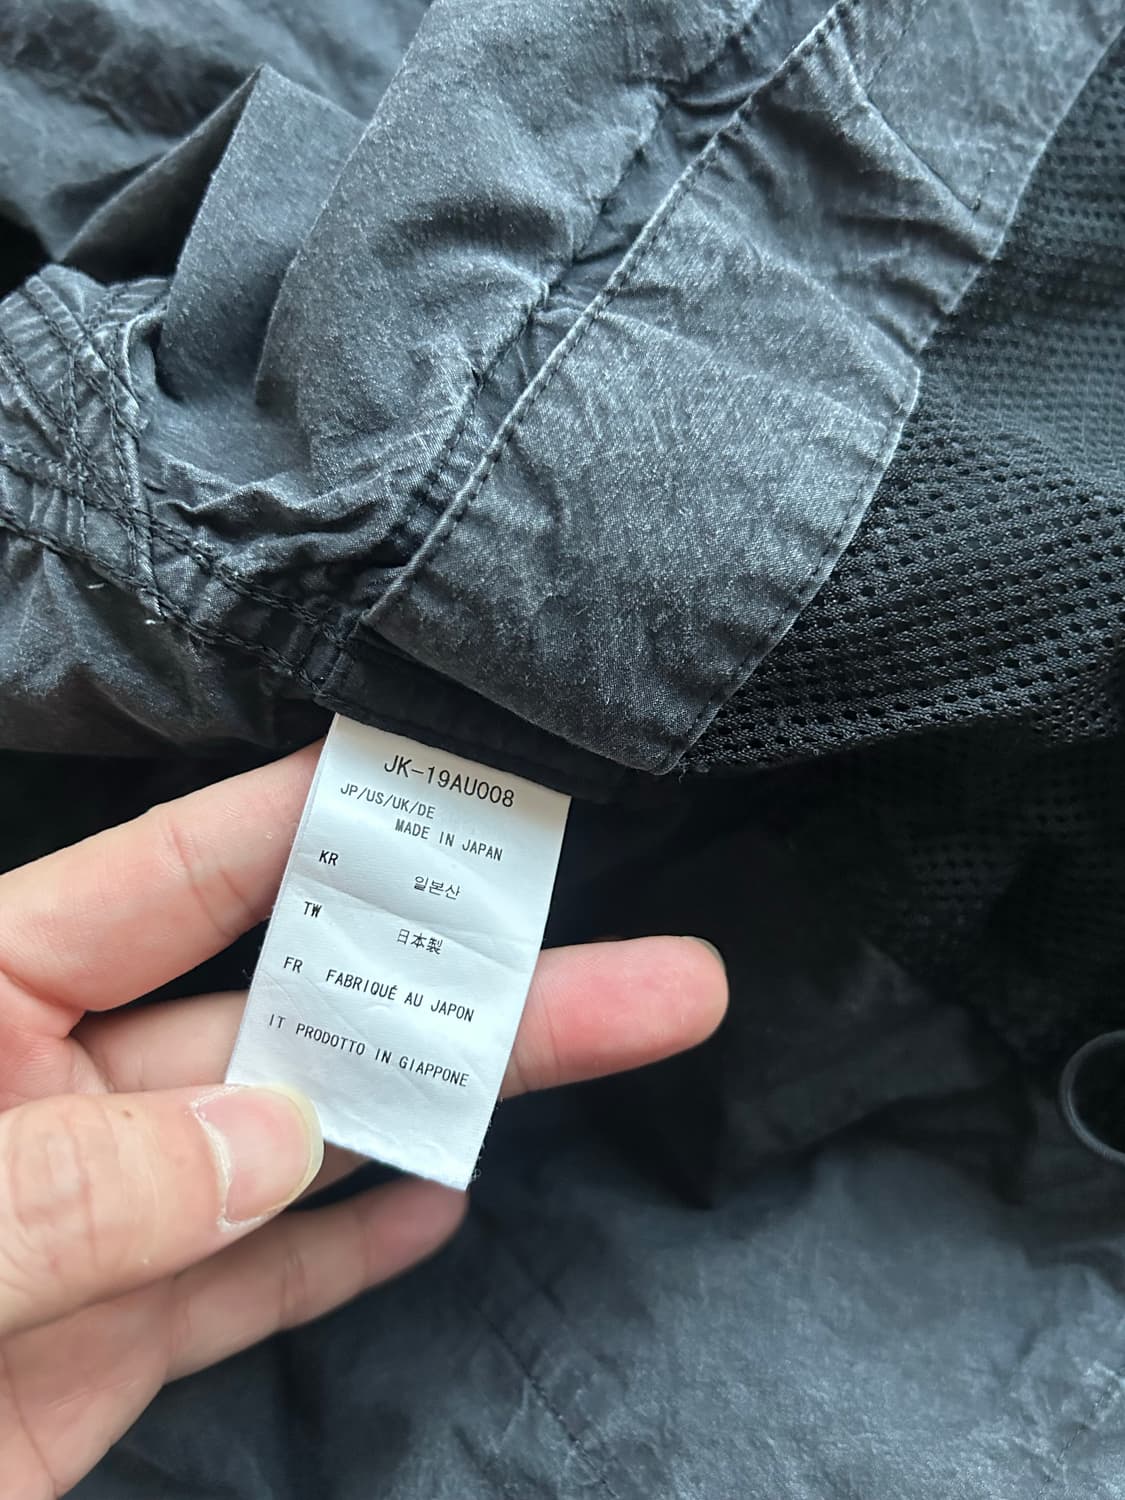 JK-19AU008
JP/US/UK/DE
MADE IN JAPAN
KR
일본산
TW
日本製
FR FABRIQUÉ AU JAPON
IT PRODOTTO IN GIAPPONE